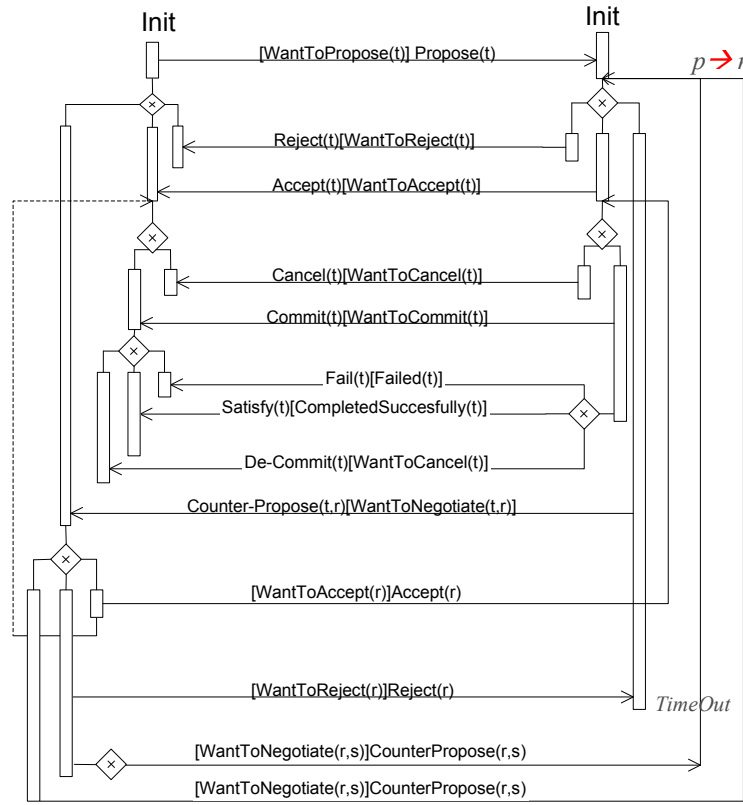 Init
Init
[WantToPropose(t)] Propose(t)
p → r
Reject(t)[WantToReject(t)]
Accept(t)[WantToAccept(t)]
Cancel(t)[WantToCancel(t)]
Commit(t)[WantToCommit(t)]
Fail(t)[Failed(t)]
Satisfy(t)[CompletedSuccesfully(t)]
De-Commit(t)[WantToCancel(t)]
Counter-Propose(t,r)[WantToNegotiate(t,r)]
[WantToAccept(r)]Accept(r)
[WantToReject(r)]Reject(r)
TimeOut
[WantToNegotiate(r,s)]CounterPropose(r,s)
[WantToNegotiate(r,s)]CounterPropose(r,s)